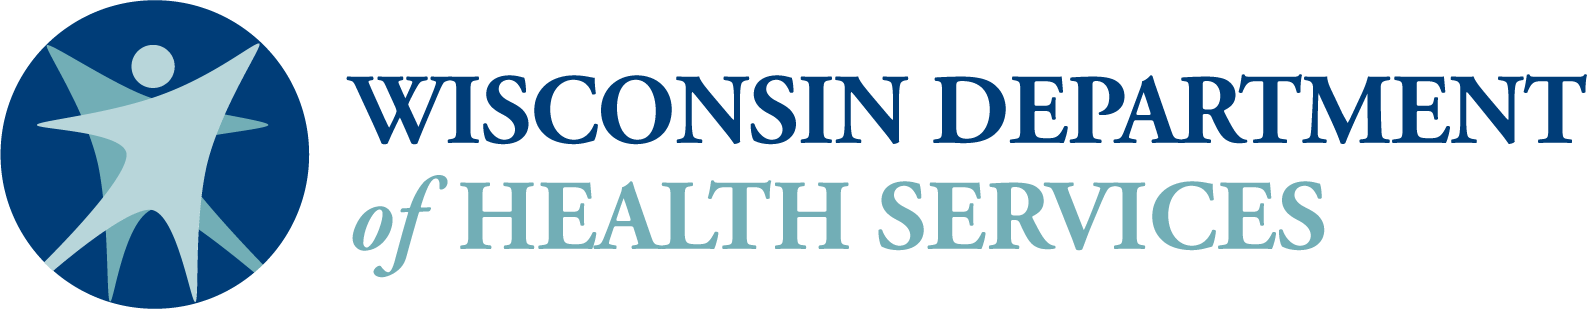 WISCONSIN DEPARTMENT
of HEALTH SERVICES